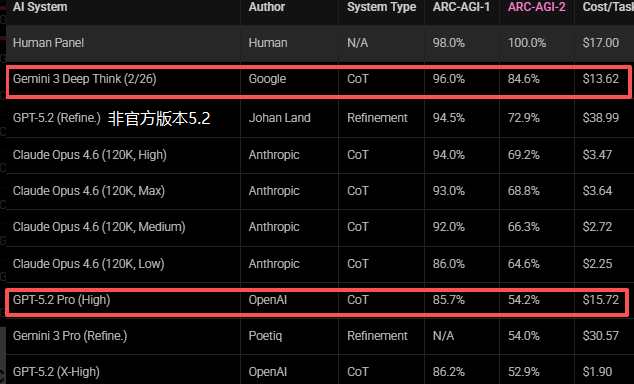 AI System Author System Type ARC-AGI-1 ARC-AGI-2 Cost/Task
Human Panel Human N/A 98.0% 100.0% $17.00
Gemini 3 Deep Think (2/26) Google CoT 96.0% 84.6% $13.62
GPT-5.2 (Refine.) 非官方版本5.2 Johan Land Refinement 94.5% 72.9% $38.99
Claude Opus 4.6 (120K, High) Anthropic CoT 94.0% 69.2% $3.47
Claude Opus 4.6 (120K, Max) Anthropic CoT 93.0% 68.8% $3.64
Claude Opus 4.6 (120K, Medium) Anthropic CoT 92.0% 66.3% $2.72
Claude Opus 4.6 (120K, Low) Anthropic CoT 86.0% 64.6% $2.25
GPT-5.2 Pro (High) OpenAI CoT 85.7% 54.2% $15.72
Gemini 3 Pro (Refine.) Poetiq Refinement N/A 54.0% $30.57
GPT-5.2 (X-High) OpenAI CoT 86.2% 52.9% $1.90